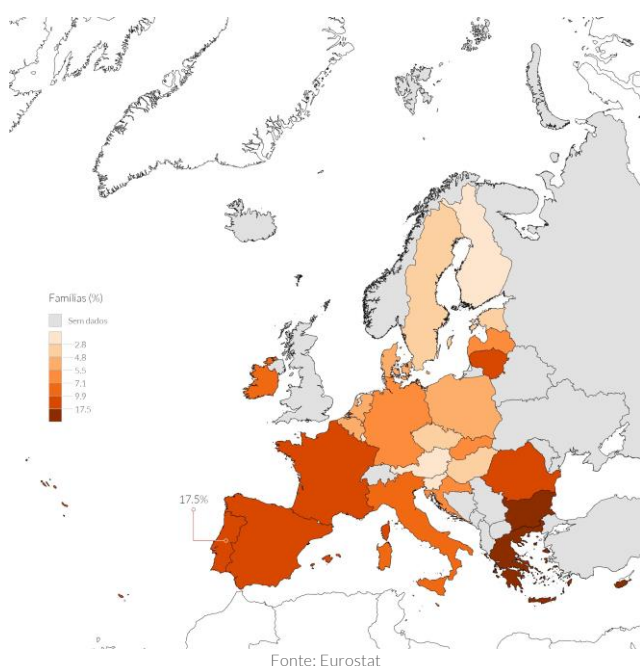 Famílias (%)
Sem dados
2.8
4.8
5.5
7.1
9.9
17.5
17.5%
Fonte: Eurostat